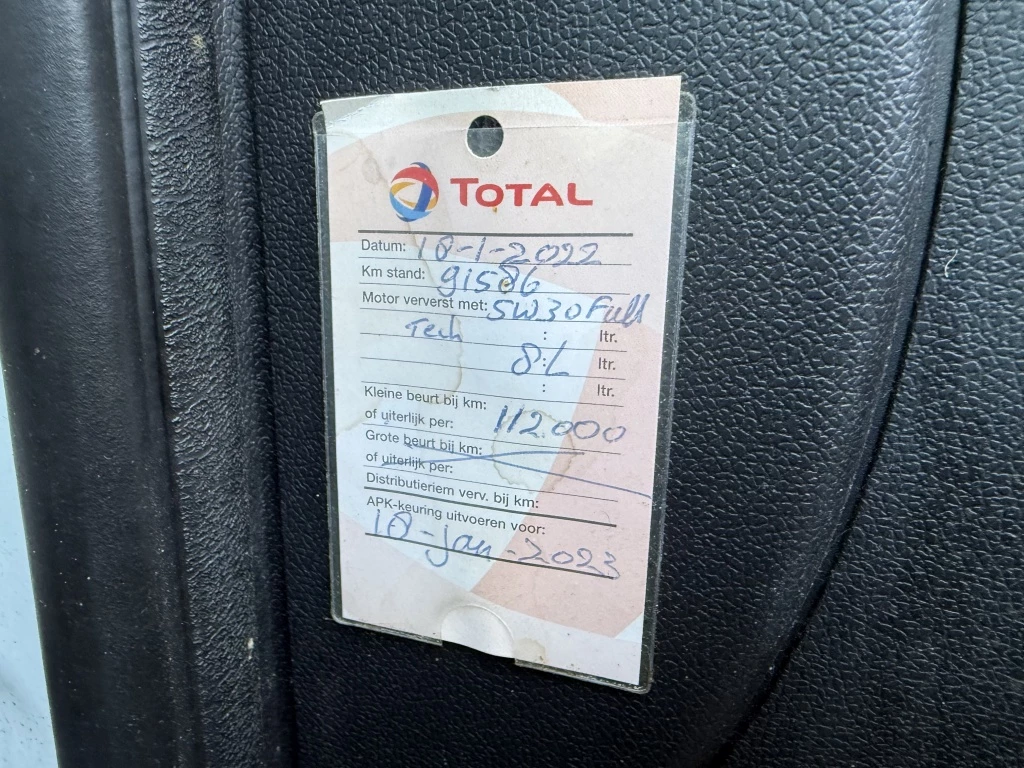 TOTAL
Datum: 18-1-2022
Km stand: 91586
Motor ververst met: 5W30 Full
Tech : ltr.
8:L ltr.
: ltr.
Kleine beurt bij km:
of uiterlijk per: 112.000
Grote beurt bij km:
of uiterlijk per:
Distributieriem verv. bij km:
APK-keuring uitvoeren voor:
18-jan-2023